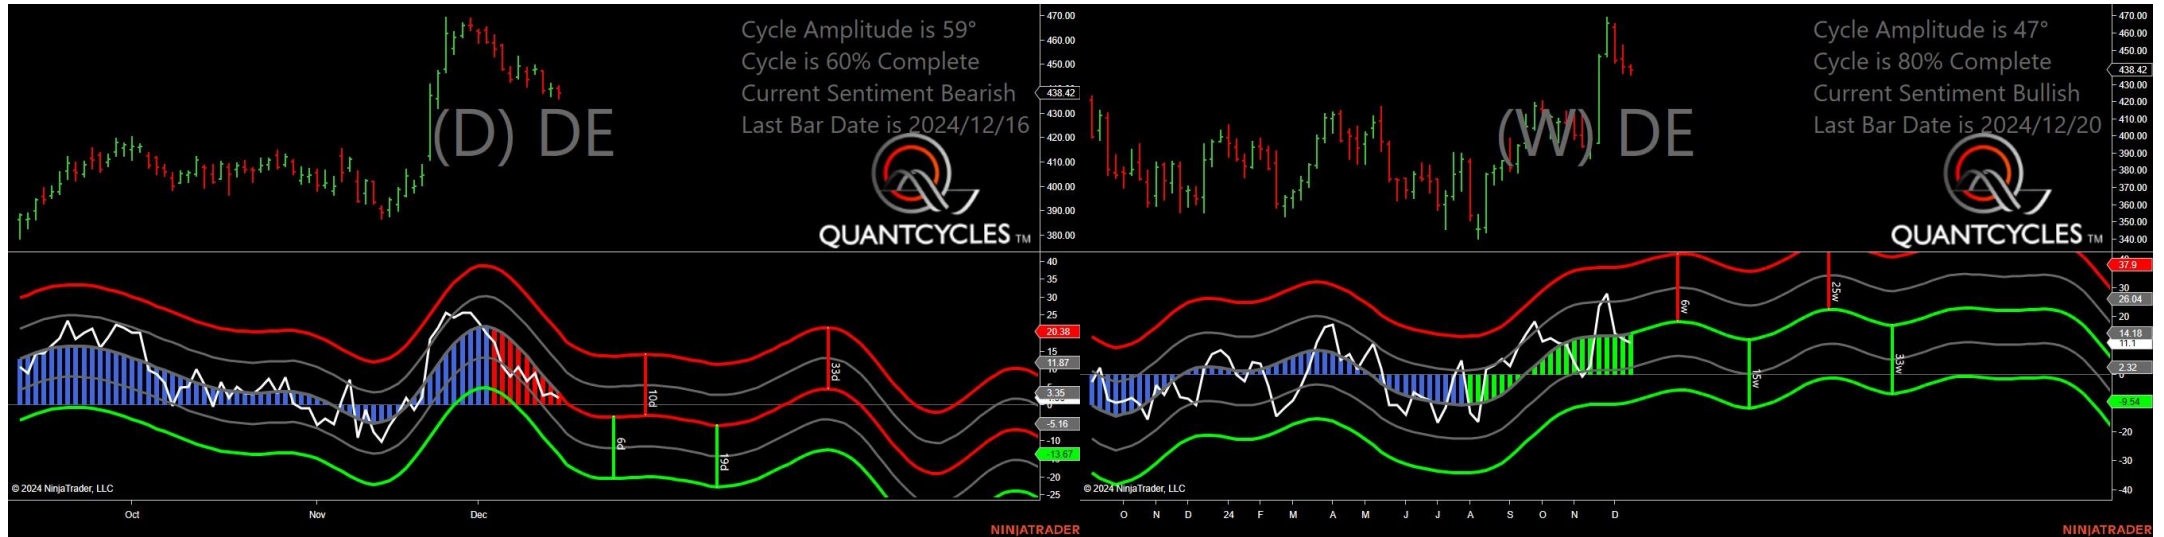 Cycle Amplitude is 59°
Cycle is 60% Complete
Current Sentiment Bearish
Last Bar Date is 2024/12/16
(D) DE
QUANTCYCLES TM
470.00
460.00
450.00
438.42
430.00
420.00
410.00
400.00
390.00
380.00
40
35
30
25
20.38
15
11.87
3.35
0
-5.16
-10
-13.67
-20
-25
10d
33d
6d
19d
© 2024 NinjaTrader, LLC
Oct
Nov
Dec
NINJATRADER
Cycle Amplitude is 47°
Cycle is 80% Complete
Current Sentiment Bullish
Last Bar Date is 2024/12/20
(W) DE
QUANTCYCLES TM
470.00
460.00
450.00
438.42
430.00
420.00
410.00
400.00
390.00
380.00
370.00
360.00
350.00
340.00
37.9
30
26.04
20
14.18
11.1
2.32
0
-9.54
-20
-30
-40
6w
25w
15w
33w
© 2024 NinjaTrader, LLC
O N D 24 F M A M J J A S O N D
NINJATRADER